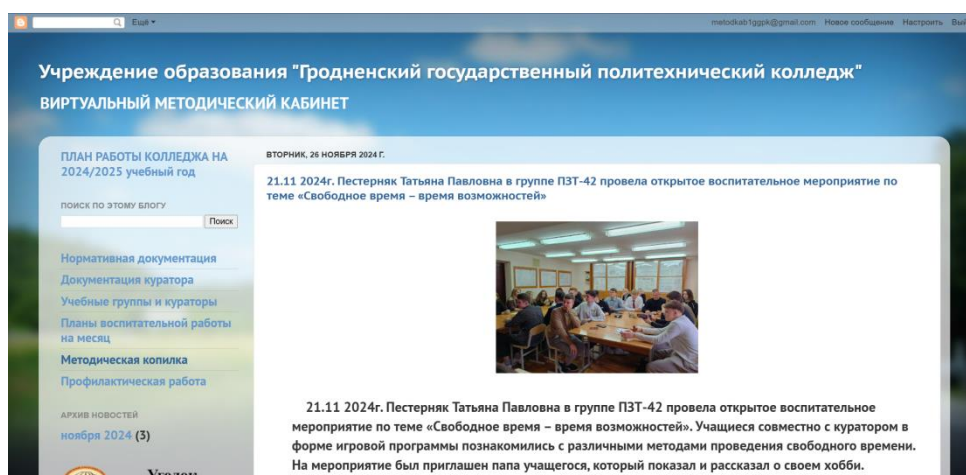 Ещё
metodkab1ggpk@gmail.com Новое сообщение Настроить
Учреждение образования "Гродненский государственный политехнический колледж"
ВИРТУАЛЬНЫЙ МЕТОДИЧЕСКИЙ КАБИНЕТ
ПЛАН РАБОТЫ КОЛЛЕДЖА НА
2024/2025 учебный год
ПОИСК ПО ЭТОМУ БЛОГУ
Поиск
Нормативная документация
Документация куратора
Учебные группы и кураторы
Планы воспитательной работы
на месяц
Методическая копилка
Профилактическая работа
АРХИВ НОВОСТЕЙ
ноября 2024 (3)
Уголок
ВТОРНИК, 26 НОЯБРЯ 2024 Г.
21.11 2024г. Пестерняк Татьяна Павловна в группе ПЗТ-42 провела открытое воспитательное мероприятие по
теме «Свободное время – время возможностей»
21.11 2024г. Пестерняк Татьяна Павловна в группе ПЗТ-42 провела открытое воспитательное
мероприятие по теме «Свободное время – время возможностей». Учащиеся совместно с куратором в
форме игровой программы познакомились с различными методами проведения свободного времени.
На мероприятие был приглашен папа учащегося, который показал и рассказал о своем хобби.